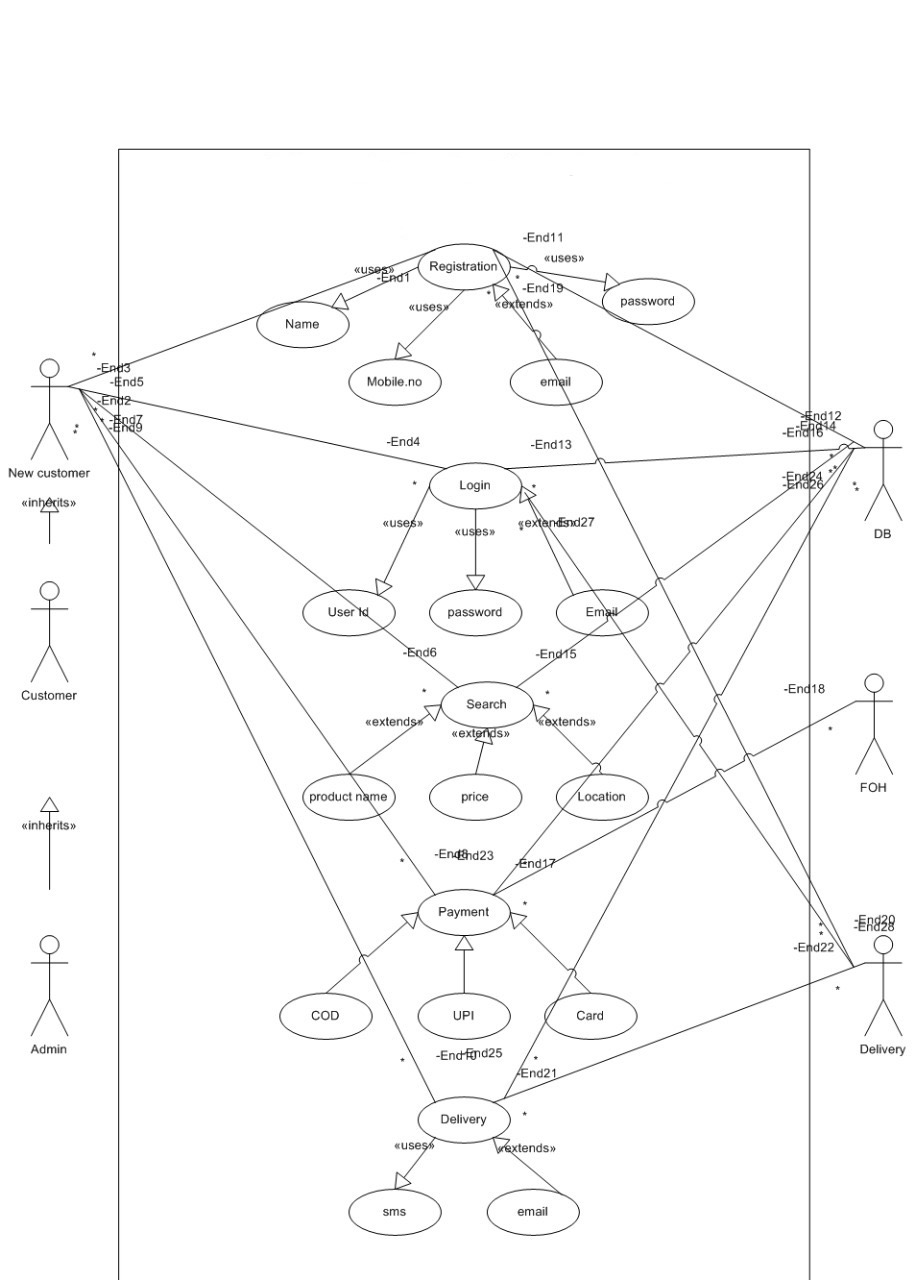 -End11
«uses»
Registration
«uses»
-End1
-End19
«extends»
password
«uses»
Name
*
*
*
-End3
-End5
Mobile.no
email
-End2
-End7
-End9
*
*
*
*
-End12
-End14
-End16
-End4
-End13
New customer
*
*
*
*
-End24
-End26
Login
*
*
*
*
«inherits»
«uses»
«uses»
«extends»
-End27
DB
User Id
password
Email
-End6
-End15
Customer
*
*
-End18
Search
«extends»
«extends»
«extends»
*
FOH
product name
price
Location
«inherits»
-End8
-End23
-End17
*
*
Payment
*
-End20
-End28
*
*
-End22
*
COD
UPI
Card
Admin
Delivery
-End10
-End25
*
*
-End21
Delivery
*
«uses»
«extends»
sms
email